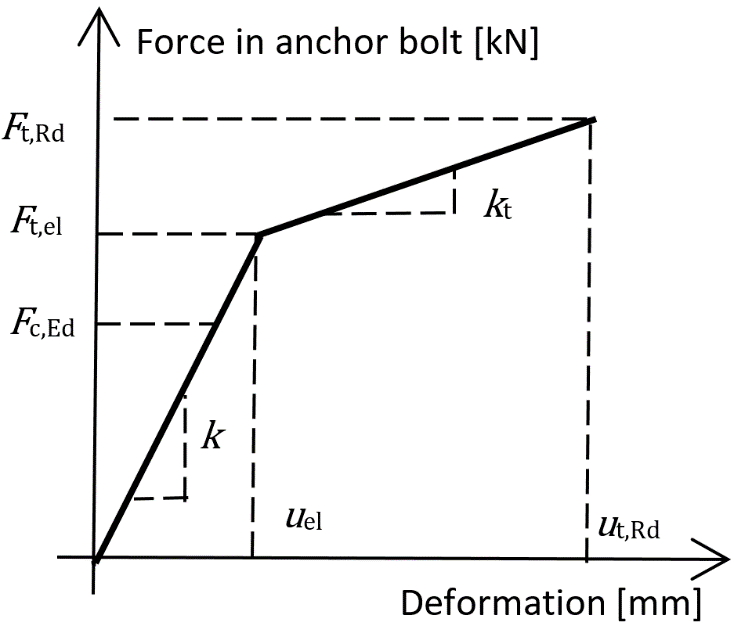 Force in anchor bolt [kN]
Ft,Rd
Ft,el
kt
Fc,Ed
k
uel
ut,Rd
Deformation [mm]